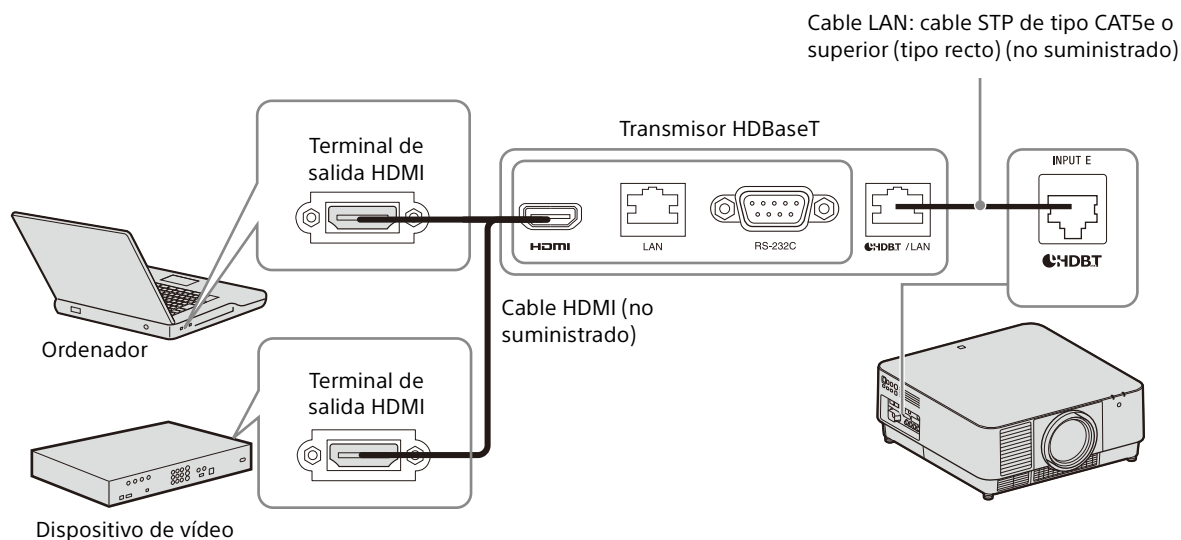 Cable LAN: cable STP de tipo CAT5e o
superior (tipo recto) (no suministrado)
Transmisor HDBaseT
Terminal de
salida HDMI
INPUT E
HDMI
LAN
RS-232C
HDBT / LAN
HDBT
Cable HDMI (no
suministrado)
Ordenador
Terminal de
salida HDMI
Dispositivo de vídeo